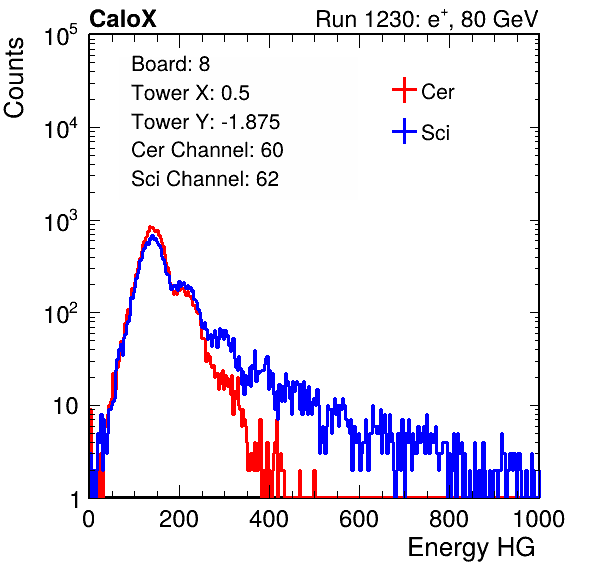 CaloX Run 1230: e⁺, 80 GeV
Counts
10⁵
10⁴
10³
10²
10
1
Board: 8
Tower X: 0.5
Tower Y: -1.875
Cer Channel: 60
Sci Channel: 62
Cer
Sci
0 200 400 600 800 1000
Energy HG